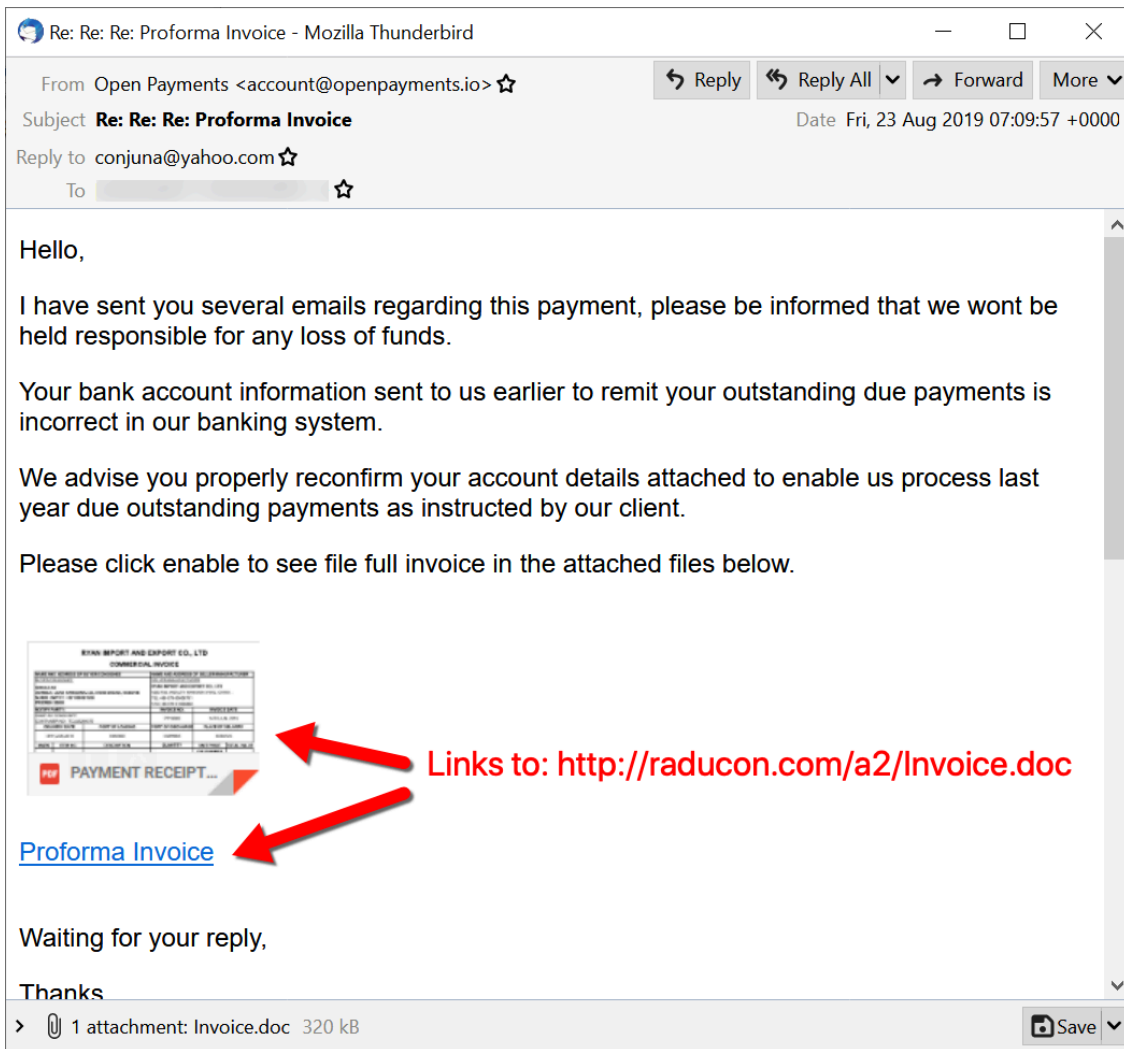 Re: Re: Re: Proforma Invoice - Mozilla Thunderbird
From Open Payments <account@openpayments.io>
Reply Reply All Forward More
Subject Re: Re: Re: Proforma Invoice
Date Fri, 23 Aug 2019 07:09:57 +0000
Reply to conjuna@yahoo.com
To
Hello,
I have sent you several emails regarding this payment, please be informed that we wont be
held responsible for any loss of funds.
Your bank account information sent to us earlier to remit your outstanding due payments is
incorrect in our banking system.
We advise you properly reconfirm your account details attached to enable us process last
year due outstanding payments as instructed by our client.
Please click enable to see file full invoice in the attached files below.
RYAN IMPORT AND EXPORT CO., LTD
COMMERCIAL INVOICE
PDF PAYMENT RECEIPT...
Links to: http://raducon.com/a2/Invoice.doc
Proforma Invoice
Waiting for your reply,
Thanks
1 attachment: Invoice.doc 320 kB
Save